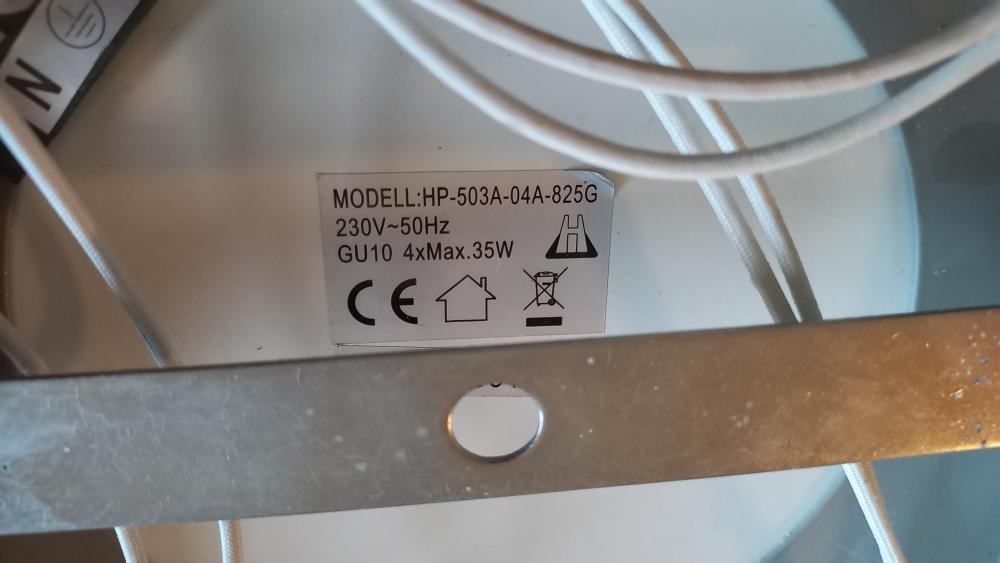 N
MODELL:HP-503A-04A-825G
230V~50Hz
GU10 4xMax.35W
CE